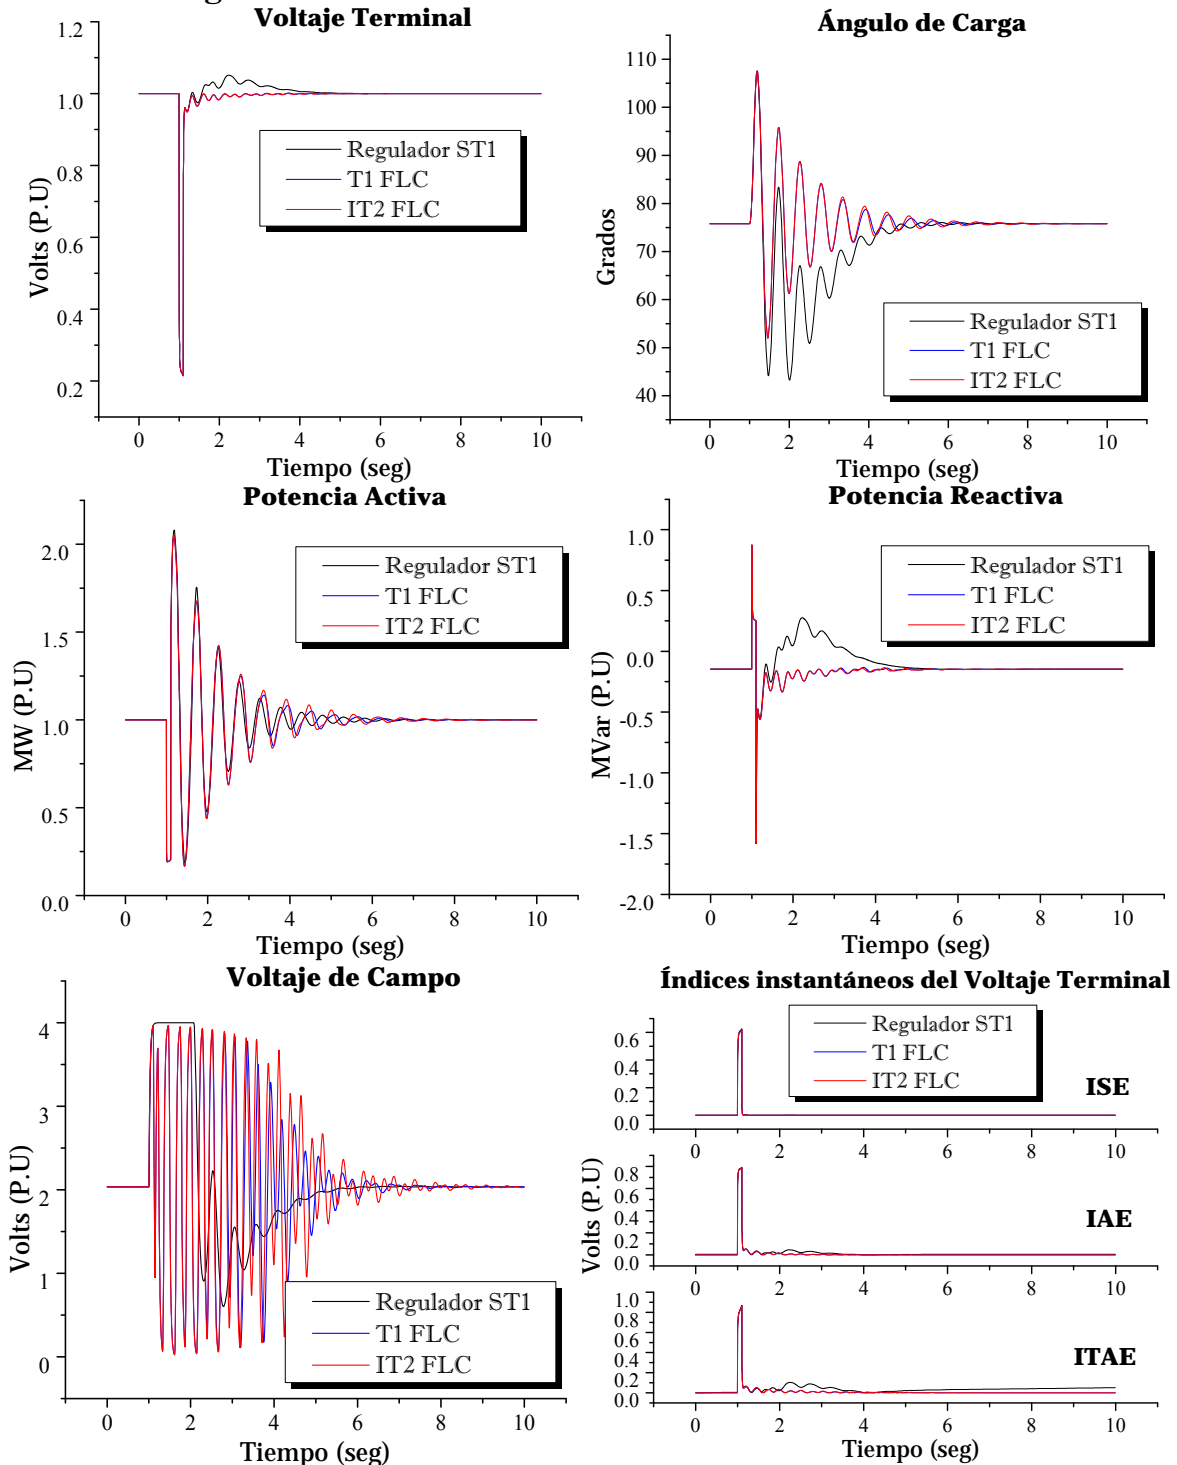 Voltaje Terminal
1.2
1.0
0.8
0.6
0.4
0.2
Volts (P.U)
Regulador ST1
T1 FLC
IT2 FLC
0 2 4 6 8 10
Tiempo (seg)
Ángulo de Carga
110
100
90
80
70
60
50
40
Grados
Regulador ST1
T1 FLC
IT2 FLC
0 2 4 6 8 10
Tiempo (seg)
Potencia Activa
2.0
1.5
1.0
0.5
0.0
MW (P.U)
Regulador ST1
T1 FLC
IT2 FLC
0 2 4 6 8 10
Tiempo (seg)
Potencia Reactiva
1.0
0.5
0.0
-0.5
-1.0
-1.5
-2.0
MVar (P.U)
Regulador ST1
T1 FLC
IT2 FLC
0 2 4 6 8 10
Tiempo (seg)
Voltaje de Campo
4
3
2
1
0
Volts (P.U)
Regulador ST1
T1 FLC
IT2 FLC
0 2 4 6 8 10
Tiempo (seg)
Índices instantáneos del Voltaje Terminal
Regulador ST1
T1 FLC
IT2 FLC
0.6
0.4
0.2
0.0
ISE
0 2 4 6 8 10
0.8
0.6
0.4
0.2
0.0
Volts (P.U)
IAE
0 2 4 6 8 10
1.0
0.8
0.6
0.4
0.2
0.0
ITAE
0 2 4 6 8 10
Tiempo (seg)